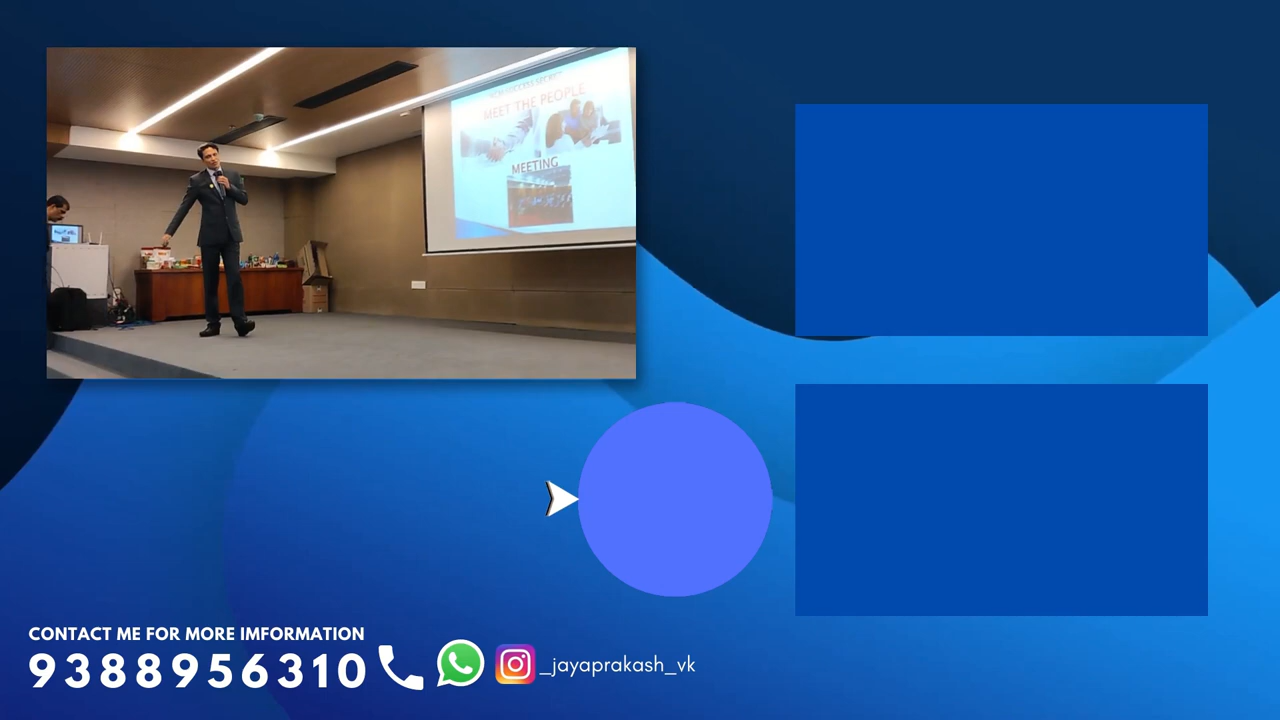 MEET THE PEOPLE
MEETING
CONTACT ME FOR MORE IMFORMATION
9388956310
_jayaprakash_vk